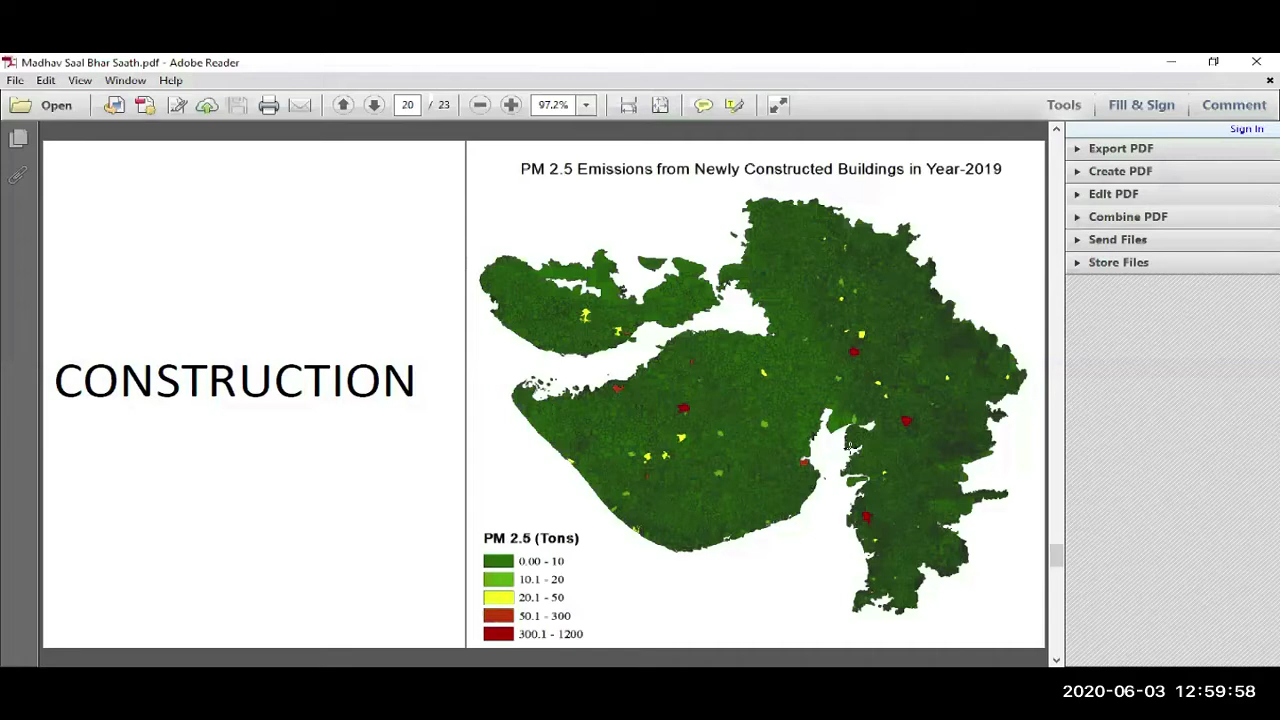 Madhav Saal Bhar Saath.pdf - Adobe Reader
File Edit View Window Help
Open 20 / 23 97.2% Tools Fill & Sign Comment
Sign In
Export PDF
Create PDF
Edit PDF
Combine PDF
Send Files
Store Files
CONSTRUCTION
PM 2.5 Emissions from Newly Constructed Buildings in Year-2019
PM 2.5 (Tons)
0.00 - 10
10.1 - 20
20.1 - 50
50.1 - 300
300.1 - 1200
2020-06-03 12:59:58